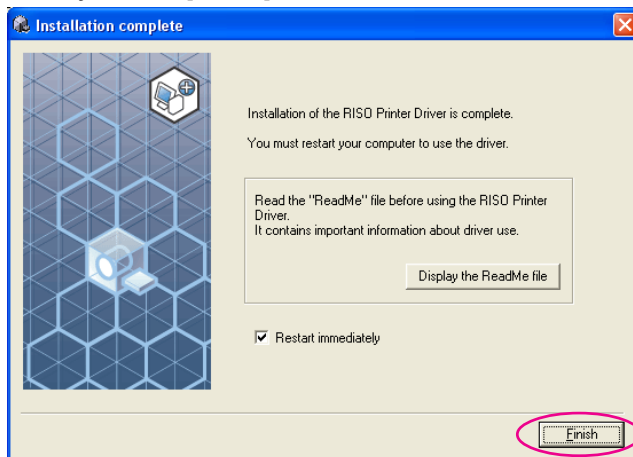 Installation complete
Installation of the RISO Printer Driver is complete.
You must restart your computer to use the driver.
Read the "ReadMe" file before using the RISO Printer
Driver.
It contains important information about driver use.
Display the ReadMe file
Restart immediately
Finish